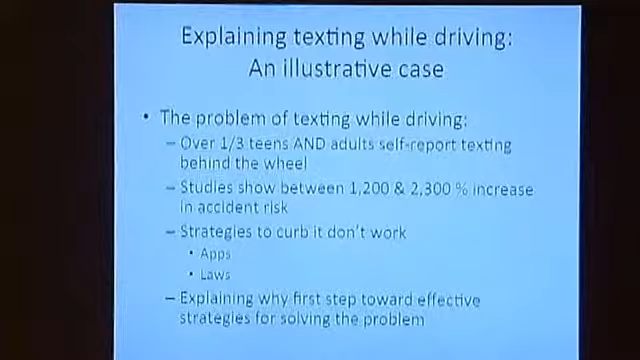 Explaining texting while driving:
An illustrative case
• The problem of texting while driving:
– Over 1/3 teens AND adults self-report texting
behind the wheel
– Studies show between 1,200 & 2,300 % increase
in accident risk
– Strategies to curb it don't work
• Apps
• Laws
– Explaining why first step toward effective
strategies for solving the problem